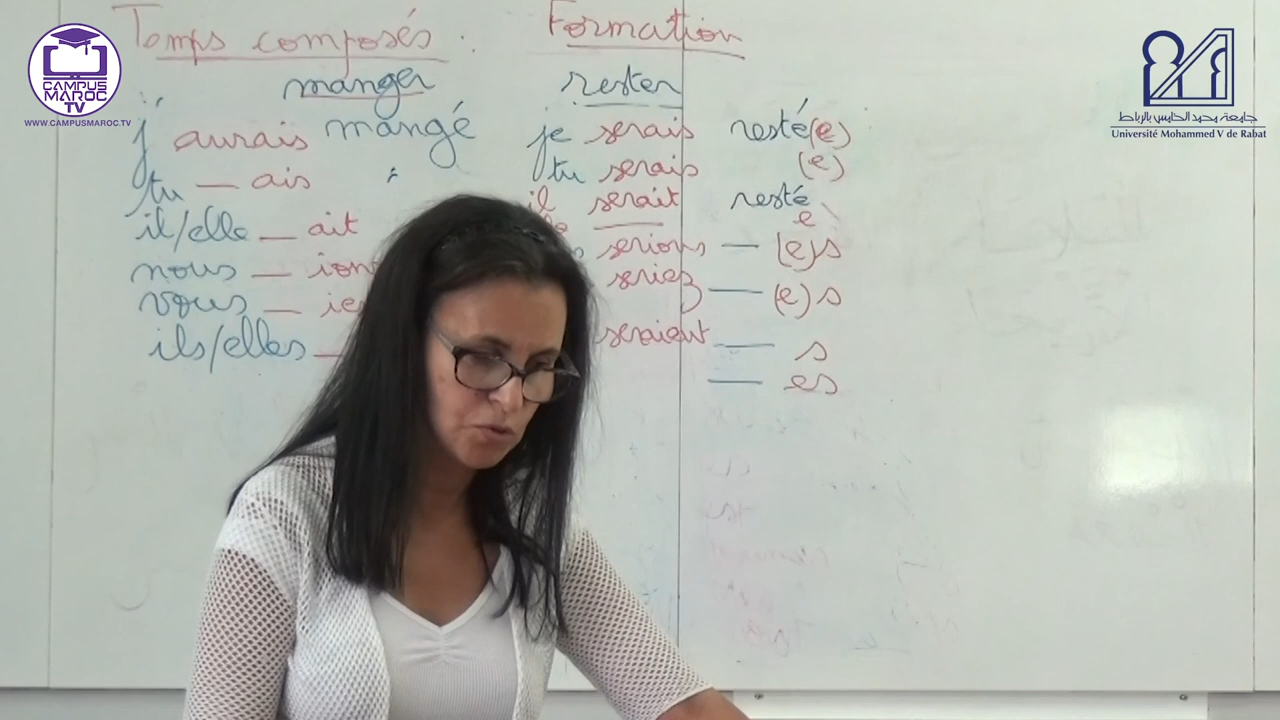 Temps composés : Formation
manger rester
j' aurais mangé je serais resté(e)
tu — ais " tu serais (e)
il/elle — ait il serait resté
e
nous — ions serions — (e)s
vous — seriez — (e)s
ils/elles — seraient — s
— es
CAMPUS
MAROC
TV
WWW.CAMPUSMAROC.TV
جامعة محمد الخامس بالرباط
Université Mohammed V de Rabat